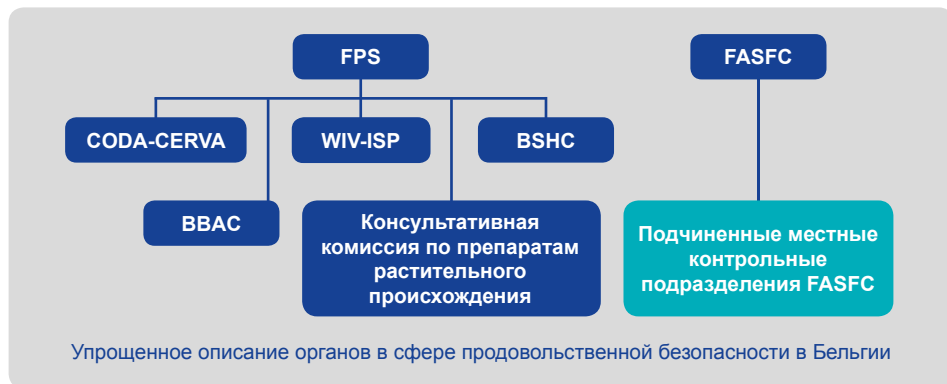 FPS
FASFC
CODA-CERVA
WIV-ISP
BSHC
BBAC
Консультативная
комиссия по препаратам
растительного
происхождения
Подчиненные местные
контрольные
подразделения FASFC
Упрощенное описание органов в сфере продовольственной безопасности в Бельгии